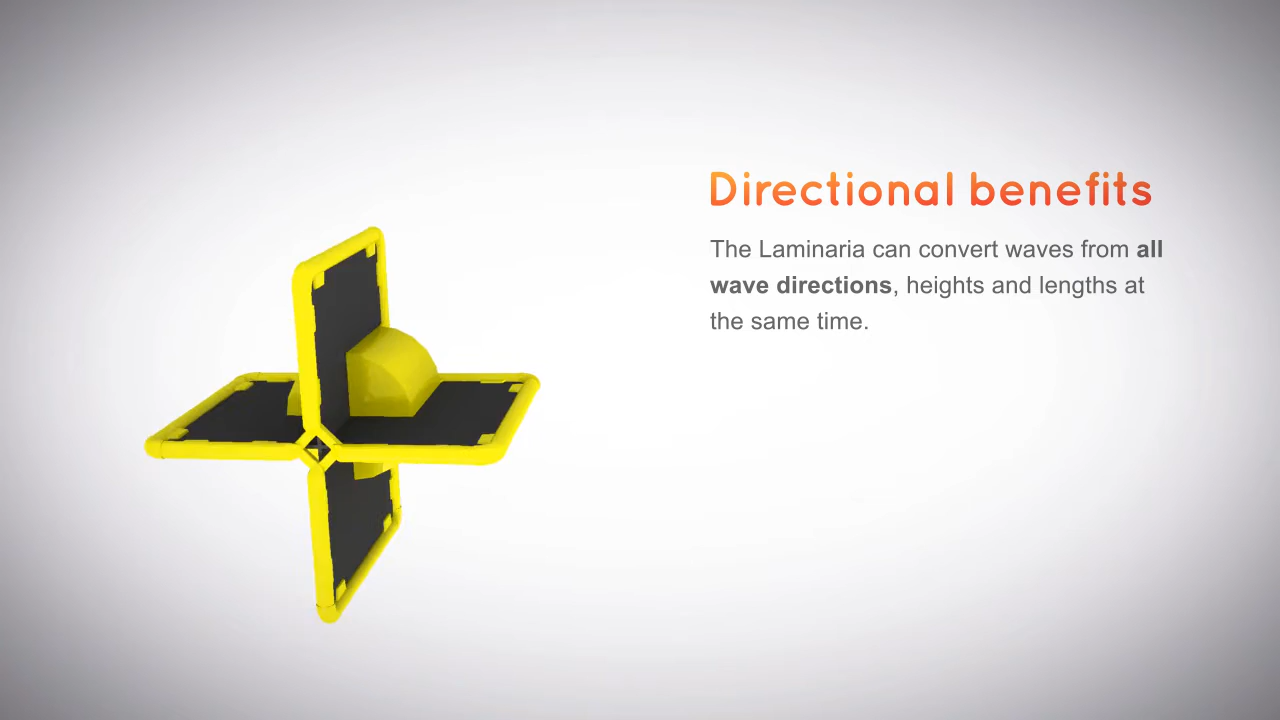 Directional benefits
The Laminaria can convert waves from all
wave directions, heights and lengths at
the same time.